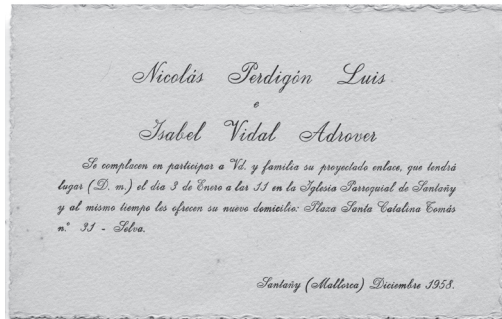 Nicolás Perdigón Luis
e
Isabel Vidal Adrover
Se complacen en participar a Vd. y familia su proyectado enlace, que tendrá
lugar (D. m.) el dia 3 de Enero a las 11 en la Iglesia Parroquial de Santañy
y al mismo tiempo les ofrecen su nuevo domicilio: Plaza Santa Catalina Tomás
n.º 31 - Selva.
Santañy (Mallorca) Diciembre 1958.